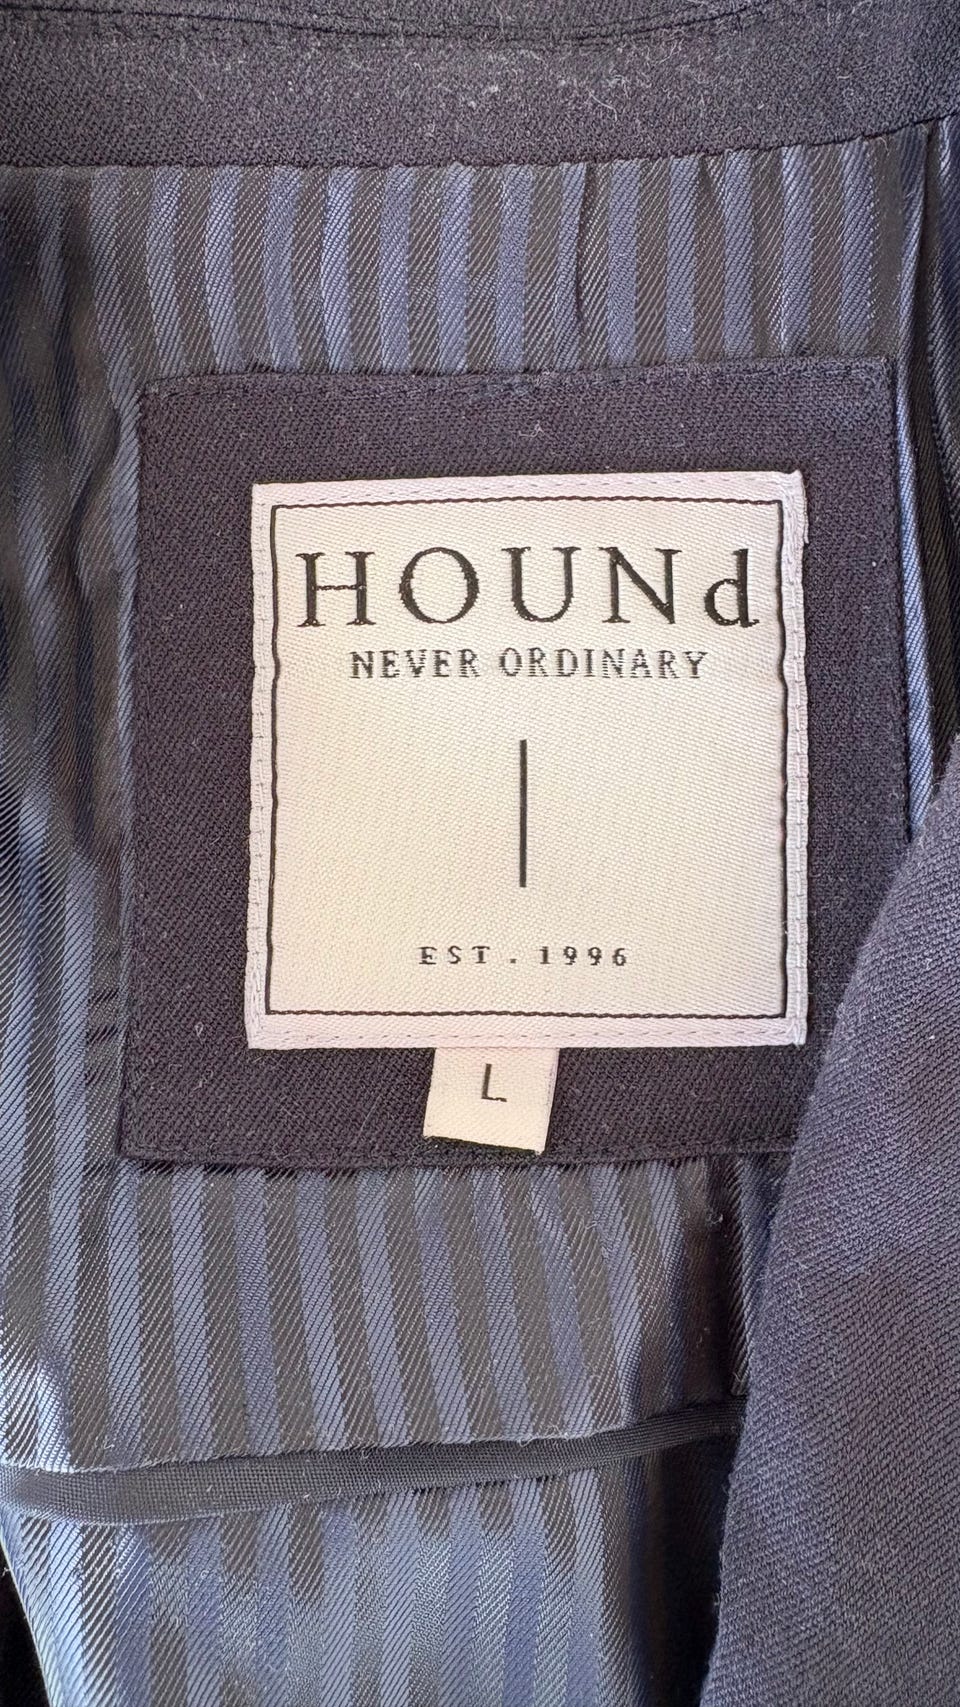 HOUNd
NEVER ORDINARY
EST. 1996
L